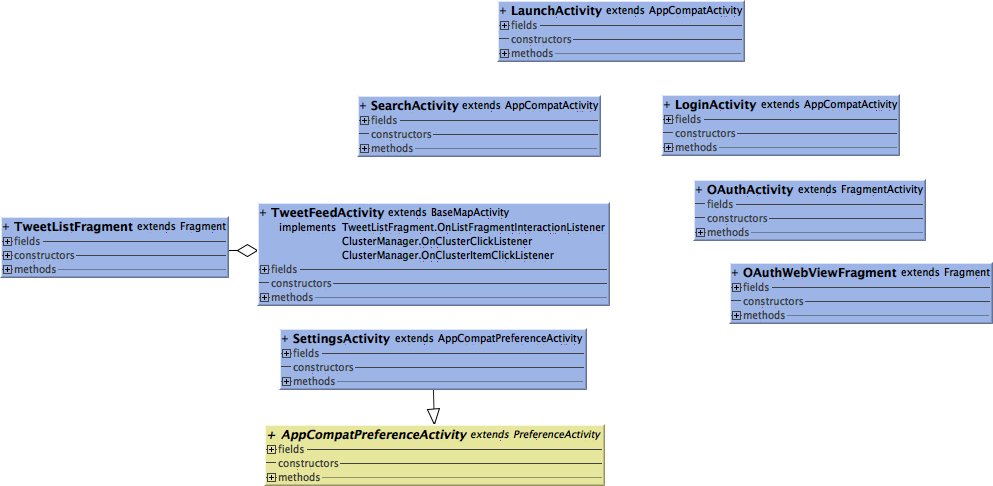 + LaunchActivity extends AppCompatActivity
fields
constructors
methods
+ SearchActivity extends AppCompatActivity
fields
constructors
methods
+ LoginActivity extends AppCompatActivity
fields
constructors
methods
+ OAuthActivity extends FragmentActivity
fields
constructors
methods
+ TweetListFragment extends Fragment
fields
constructors
methods
+ TweetFeedActivity extends BaseMapActivity
implements TweetListFragment.OnListFragmentInteractionListener
ClusterManager.OnClusterClickListener
ClusterManager.OnClusterItemClickListener
fields
constructors
methods
+ OAuthWebViewFragment extends Fragment
fields
constructors
methods
+ SettingsActivity extends AppCompatPreferenceActivity
fields
constructors
methods
+ AppCompatPreferenceActivity extends PreferenceActivity
fields
constructors
methods